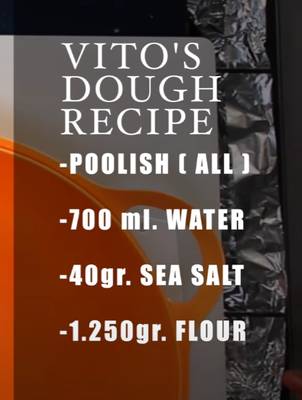 VITO'S
DOUGH
RECIPE
-POOLISH ( ALL )
-700 ml. WATER
-40gr. SEA SALT
-1.250gr. FLOUR